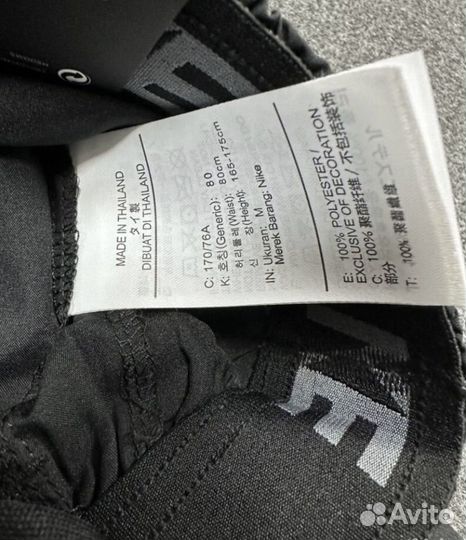 MADE IN THAILAND
タイ製
DIBUAT DI THAILAND
C: 170/76A
K: 호칭(Generic): 80
허리둘레(Waist): 80cm
신 장(Height): 165-175cm
IN: Ukuran: M
Merek Barang: Nike
E: 100% POLYESTER/
EXCLUSIVE OF DECORATION
C: 100% 聚酯纤维/ 不包括装饰
部分
T: 100% 聚酯纖維
KE
Avito